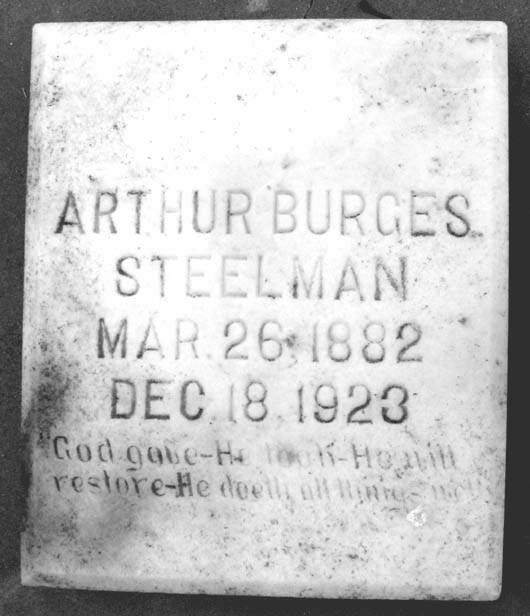 ARTHUR BURGES
STEELMAN
MAR. 26. 1882
DEC. 18. 1923
"God gave-He took-He will
restore-He doeth all things well"